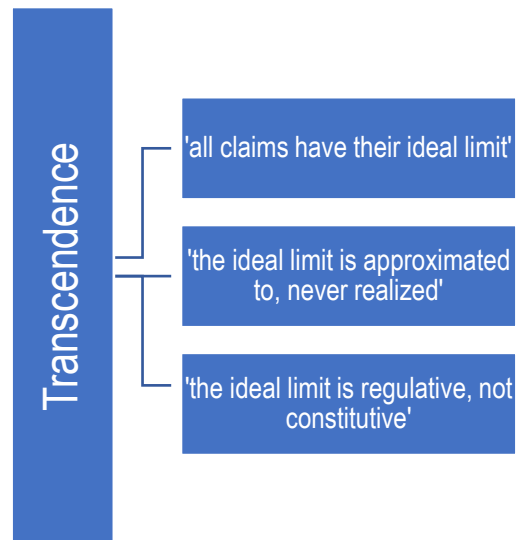 Transcendence
'all claims have their ideal limit'
'the ideal limit is approximated
to, never realized'
'the ideal limit is regulative, not
constitutive'